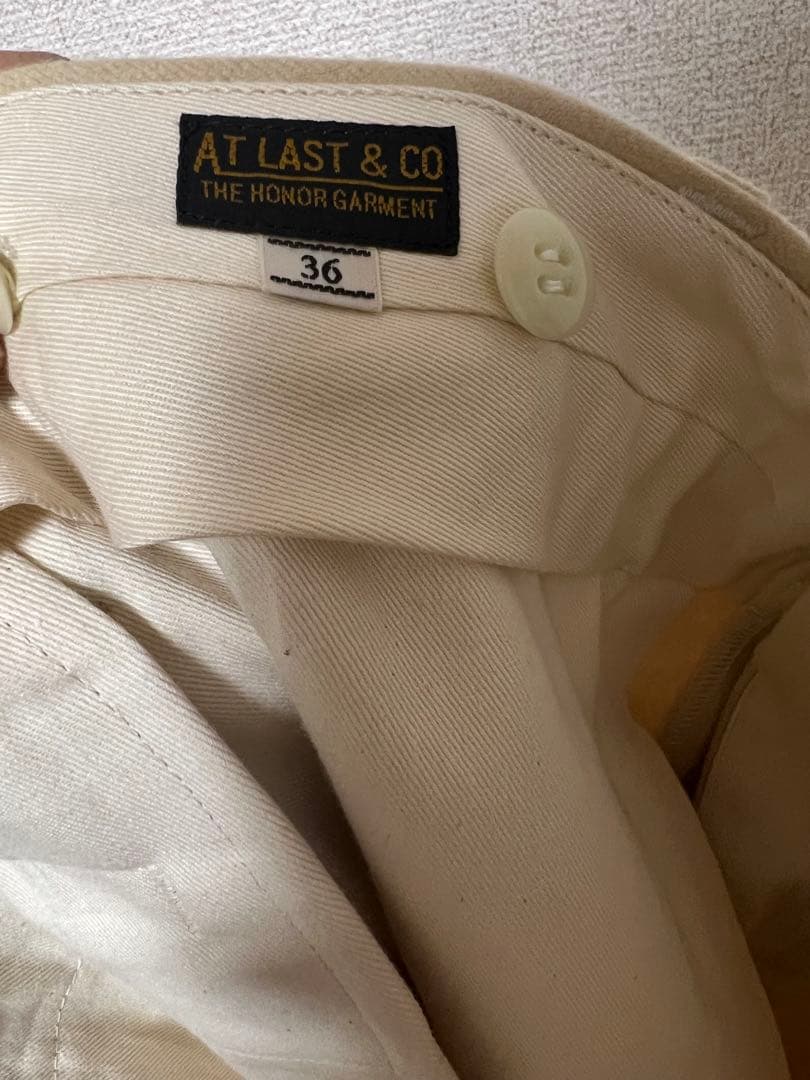 AT LAST & CO
THE HONOR GARMENT
36